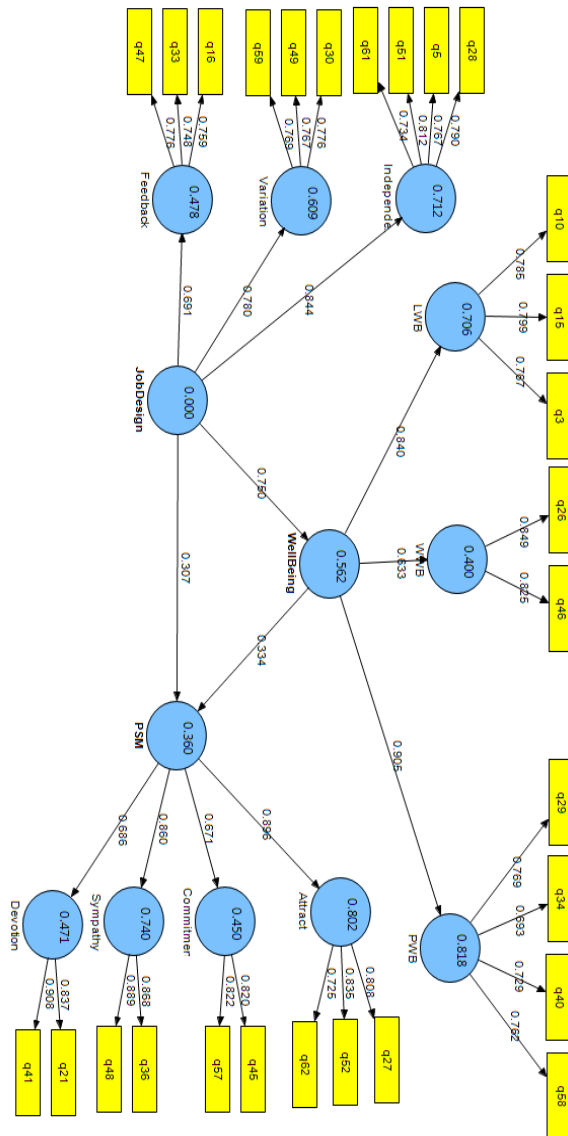 q10
q15
q3
q26
q46
q29
q34
q40
q58
0.785
0.799
0.787
0.849
0.825
0.769
0.693
0.729
0.762
0.706
LWB
0.400
WWB
0.818
PWB
q28
q5
q51
q61
0.790
0.767
0.812
0.734
0.712
Independe
0.840
0.633
0.905
q30
q49
q59
0.776
0.767
0.769
0.609
Variation
0.844
0.780
0.562
WellBeing
0.750
0.334
0.896
0.802
Attract
0.808
0.835
0.725
q27
q52
q62
q16
q33
q47
0.759
0.748
0.776
0.478
Feedback
0.691
0.000
JobDesign
0.307
0.360
PSM
0.671
0.860
0.686
0.450
Commitmer
0.820
0.822
q45
q57
0.740
Sympathy
0.868
0.889
q36
q48
0.471
Devotion
0.837
0.908
q21
q41